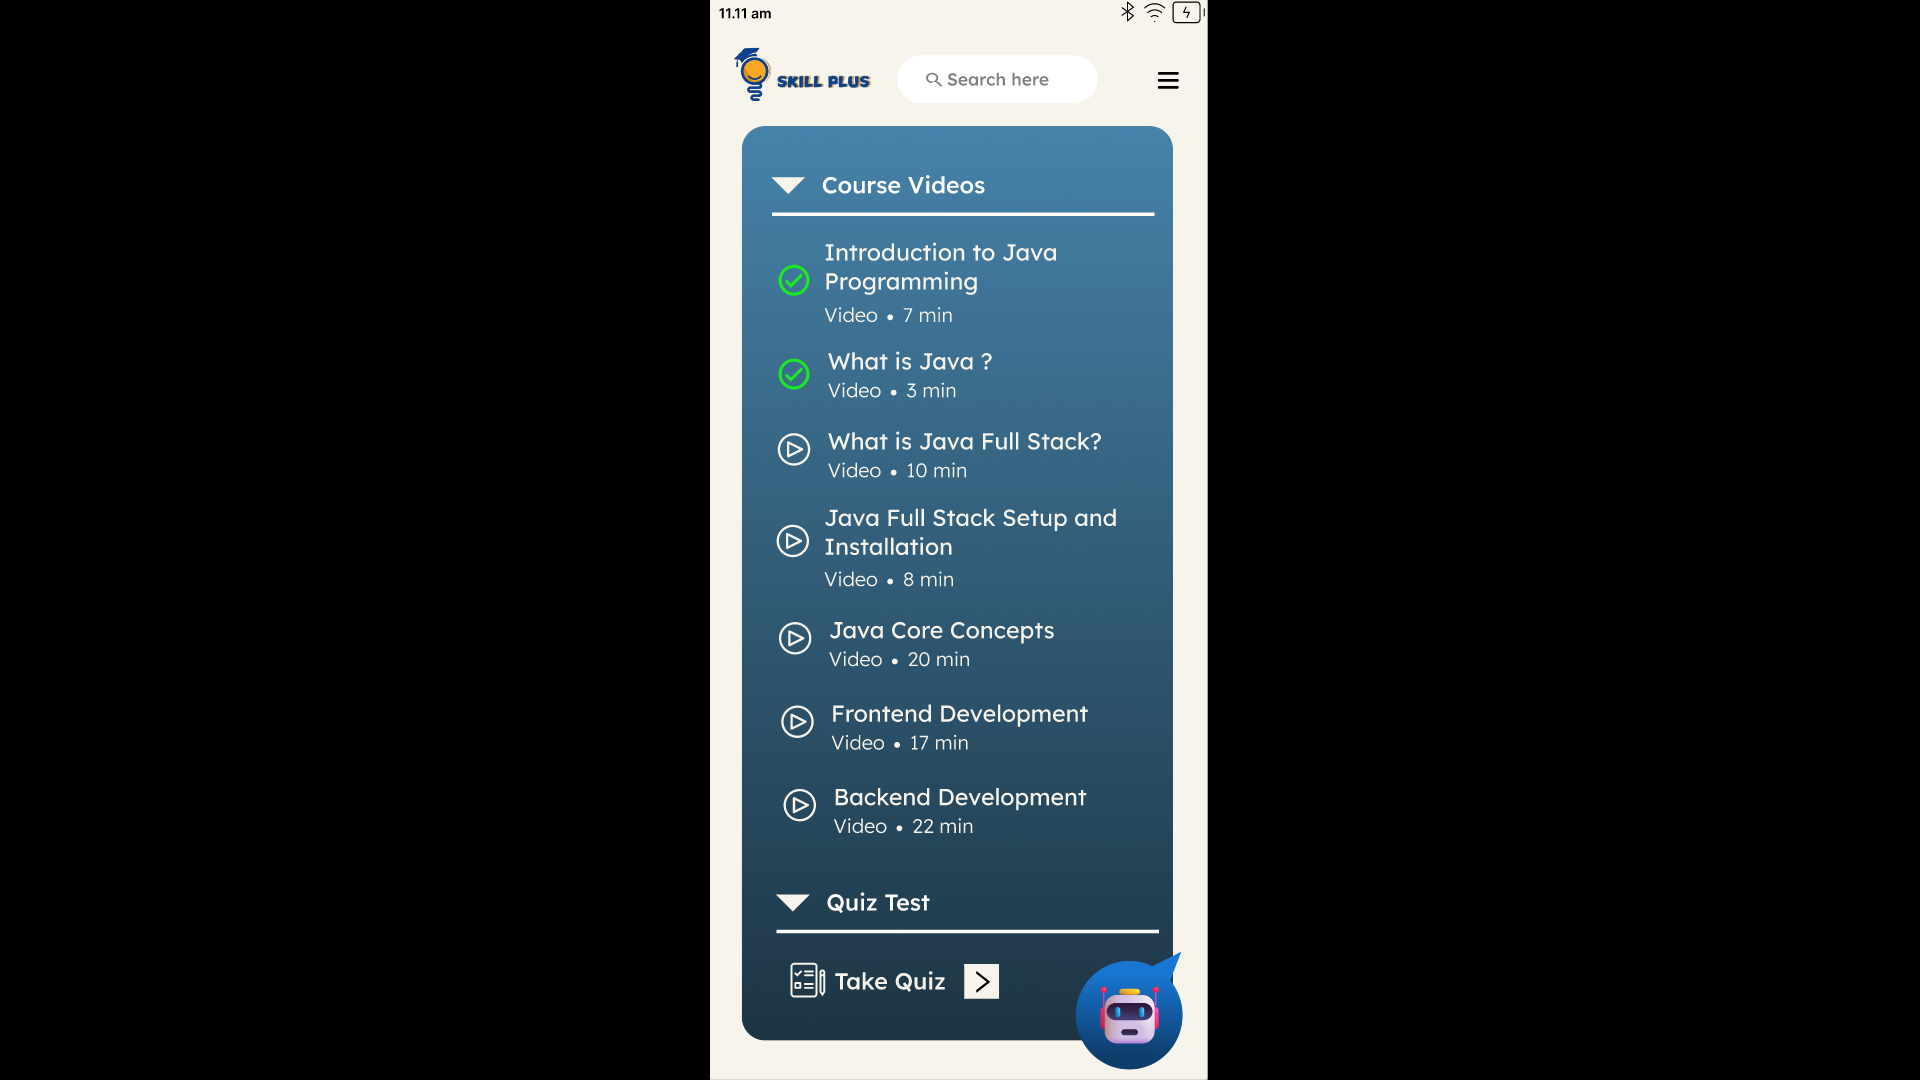 11.11 am
SKILL PLUS
Search here
Course Videos
Introduction to Java
Programming
Video • 7 min
What is Java ?
Video • 3 min
What is Java Full Stack?
Video • 10 min
Java Full Stack Setup and
Installation
Video • 8 min
Java Core Concepts
Video • 20 min
Frontend Development
Video • 17 min
Backend Development
Video • 22 min
Quiz Test
Take Quiz